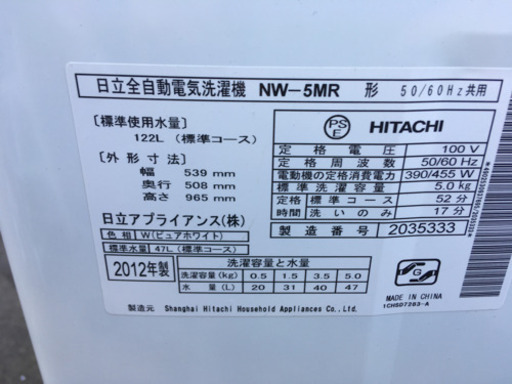 日立全自動電気洗濯機 NW-5MR 形 50/60Hz共用
[標準使用水量]
122L (標準コース)
[外形寸法]
幅 539 mm
奥行 508 mm
高さ 965 mm
日立アプライアンス(株)
色相 W(ピュアホワイト)
標準水量 47L (標準コース)
PS E HITACHI
定格電圧 100 V
定格周波数 50/60 Hz
電動機の定格消費電力 390/455 W
標準洗濯容量 5.0kg
定格 標準コース 52分
時間 洗いのみ 17分
製造番号 2035333
2012年製
洗濯容量と水量
洗濯容量(kg) 0.5 1.5 3.5 5.0
水量(L) 20 31 40 47
G
MADE IN CHINA
1CHSD7283-A
製造元 Shanghai Hitachi Household Appliances Co.,Ltd.